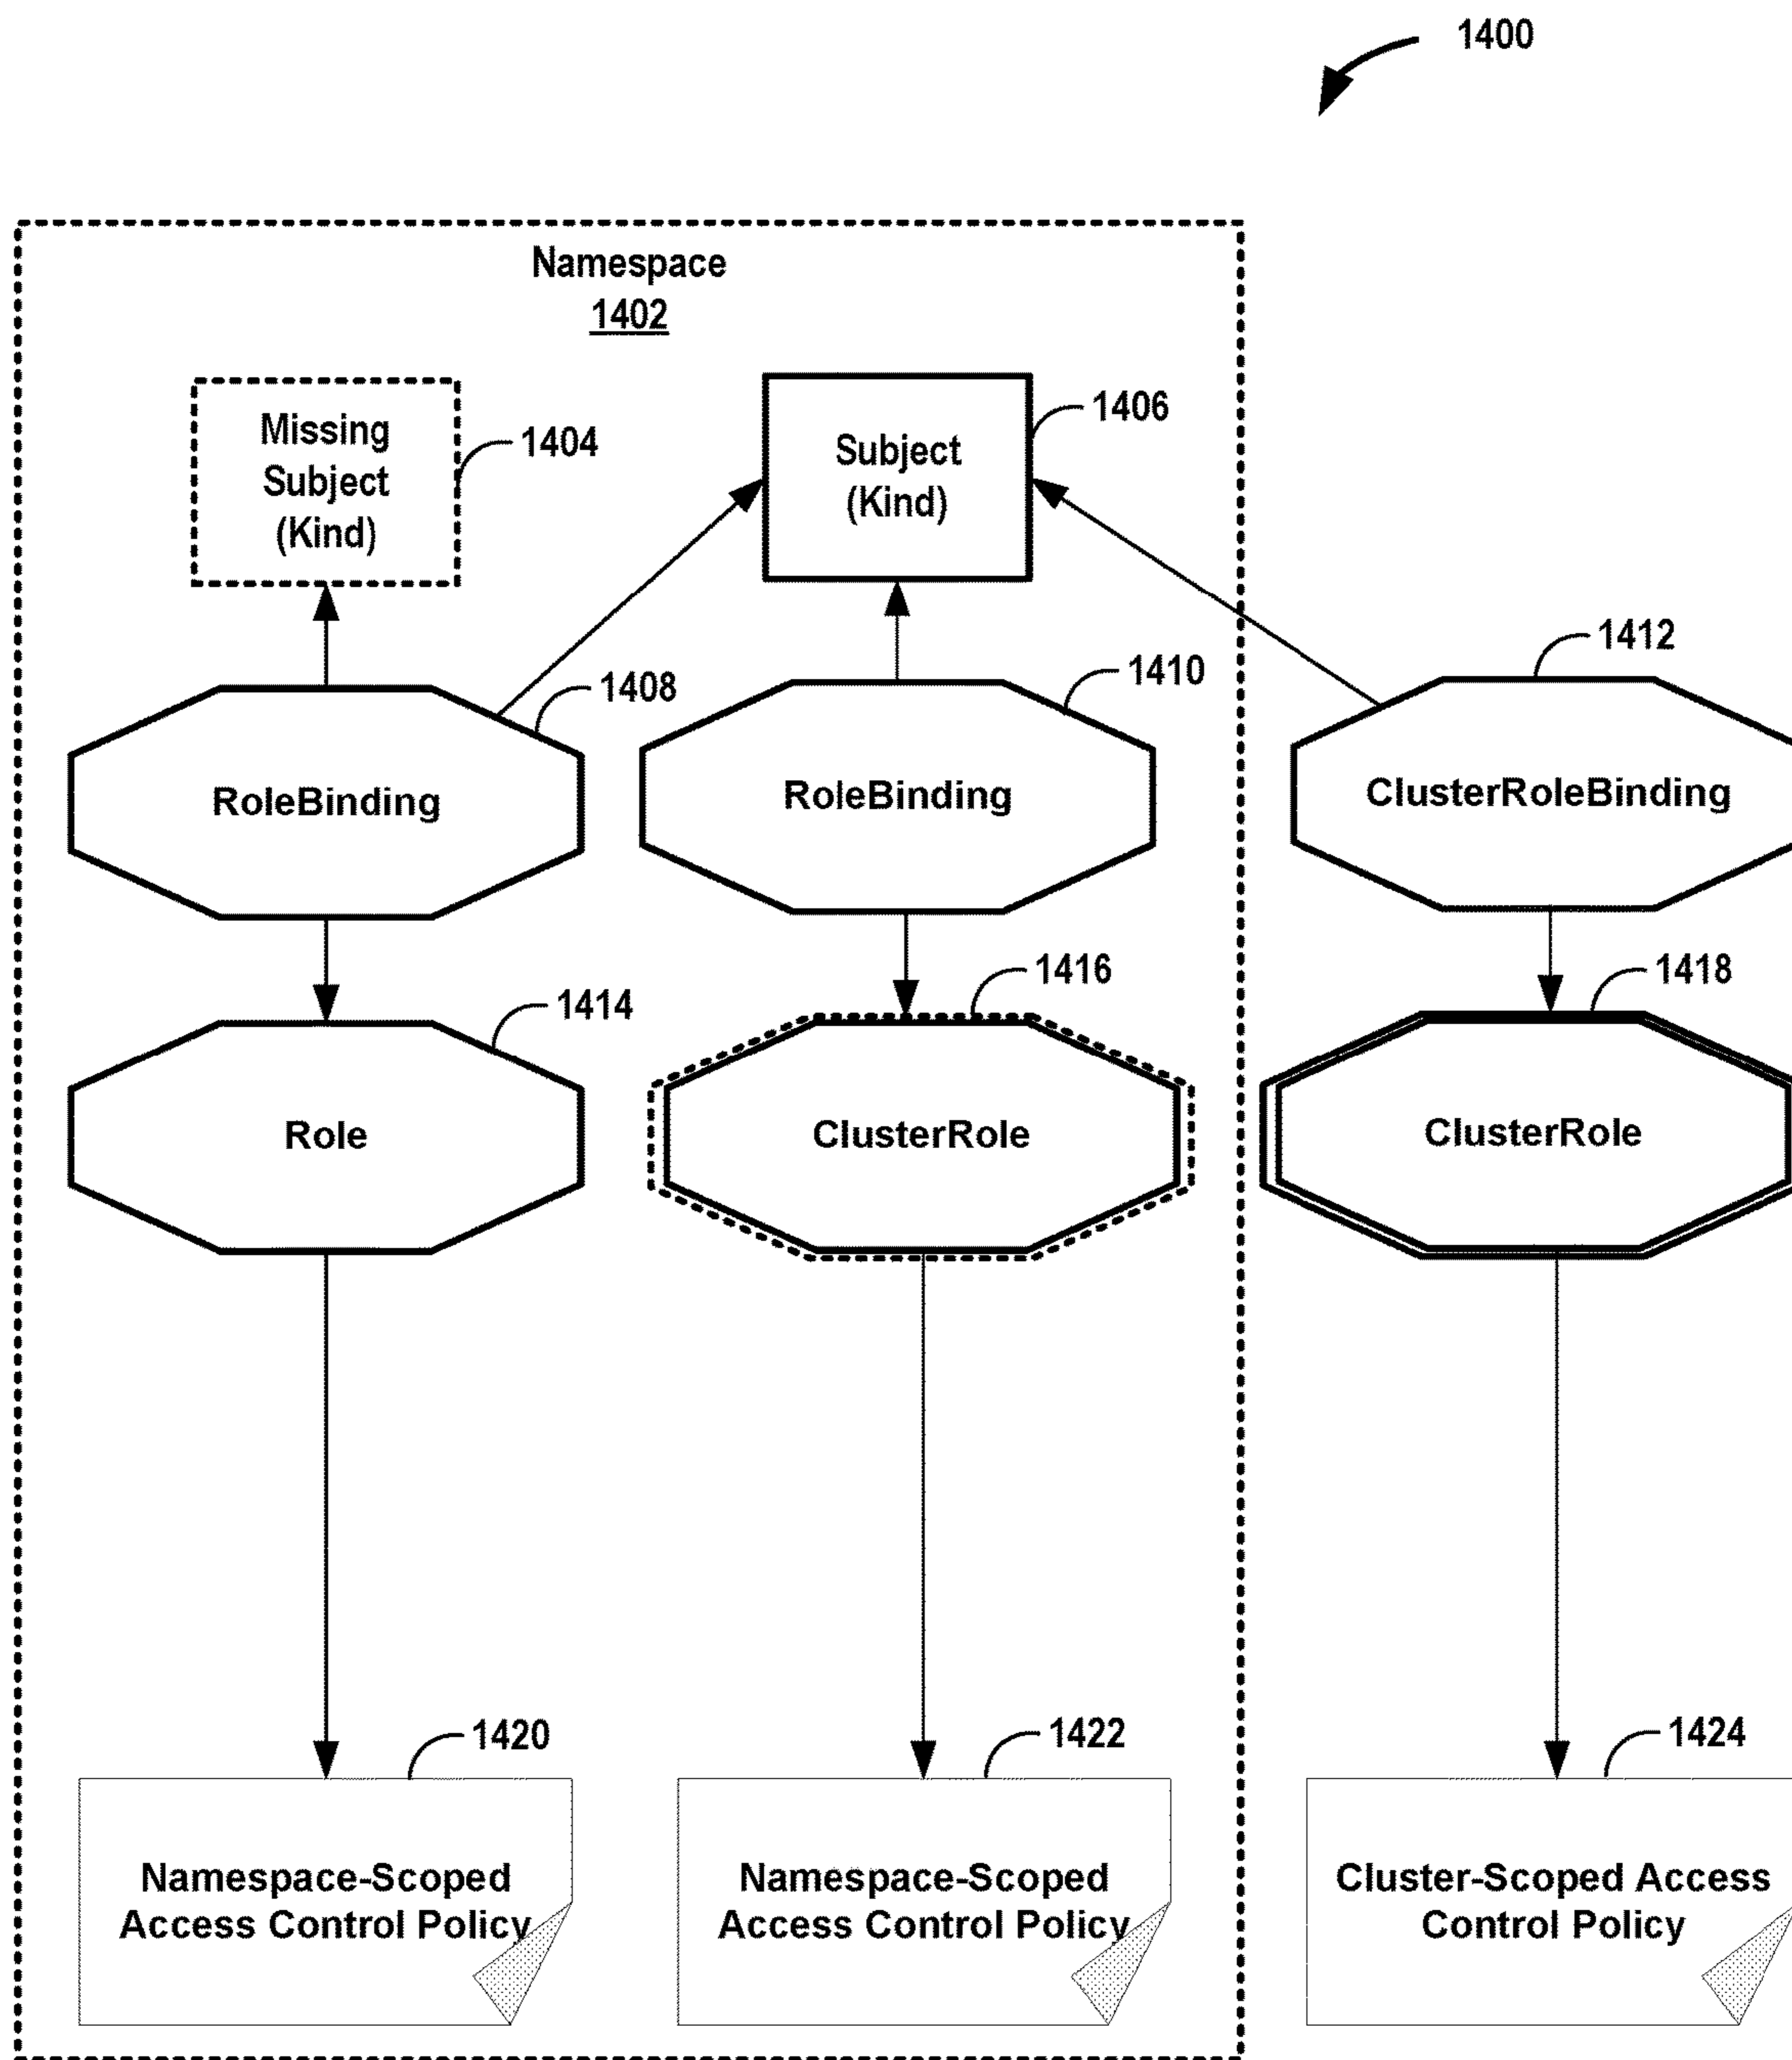 1400
Namespace
1402
Missing
Subject
(Kind)
1404
Subject
(Kind)
1406
RoleBinding
1408
RoleBinding
1410
ClusterRoleBinding
1412
Role
1414
ClusterRole
1416
ClusterRole
1418
Namespace-Scoped
Access Control Policy
1420
Namespace-Scoped
Access Control Policy
1422
Cluster-Scoped Access
Control Policy
1424